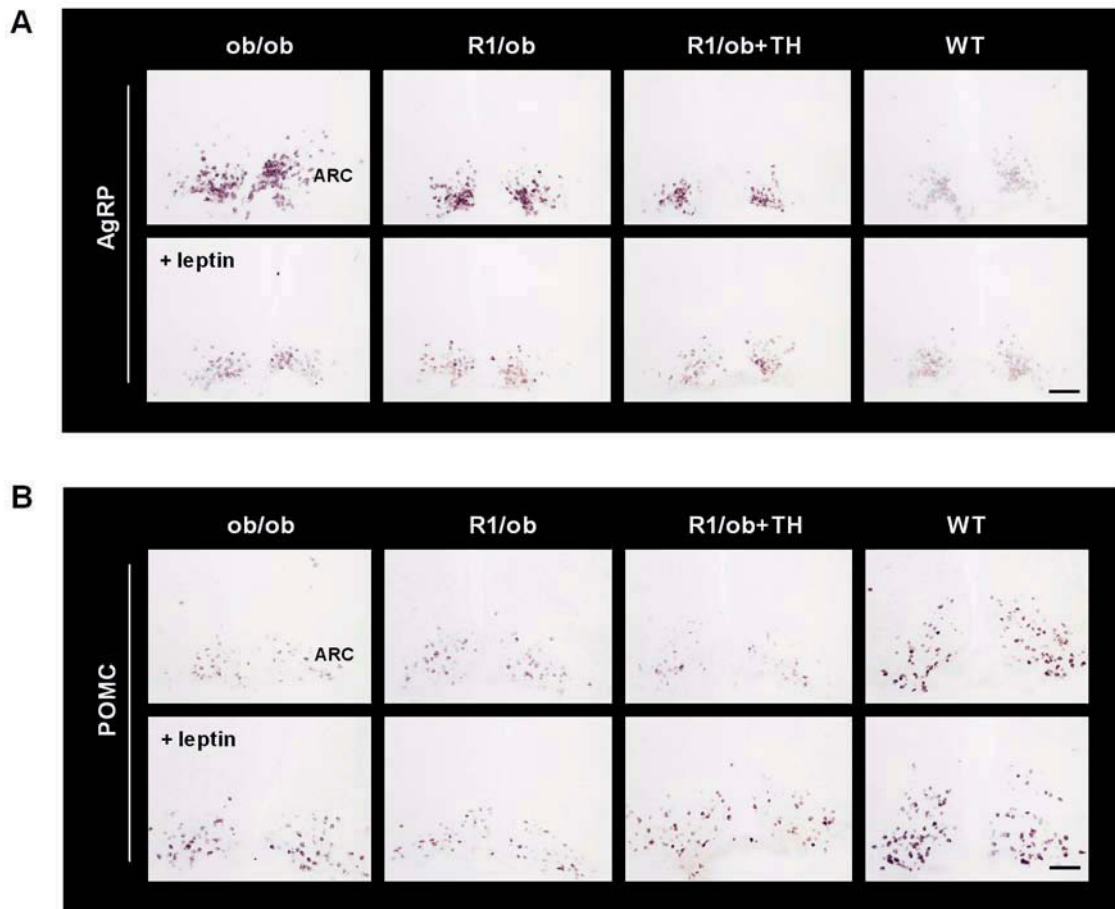 A
ob/ob R1/ob R1/ob+TH WT
AgRP
ARC
+ leptin
B
ob/ob R1/ob R1/ob+TH WT
POMC
ARC
+ leptin